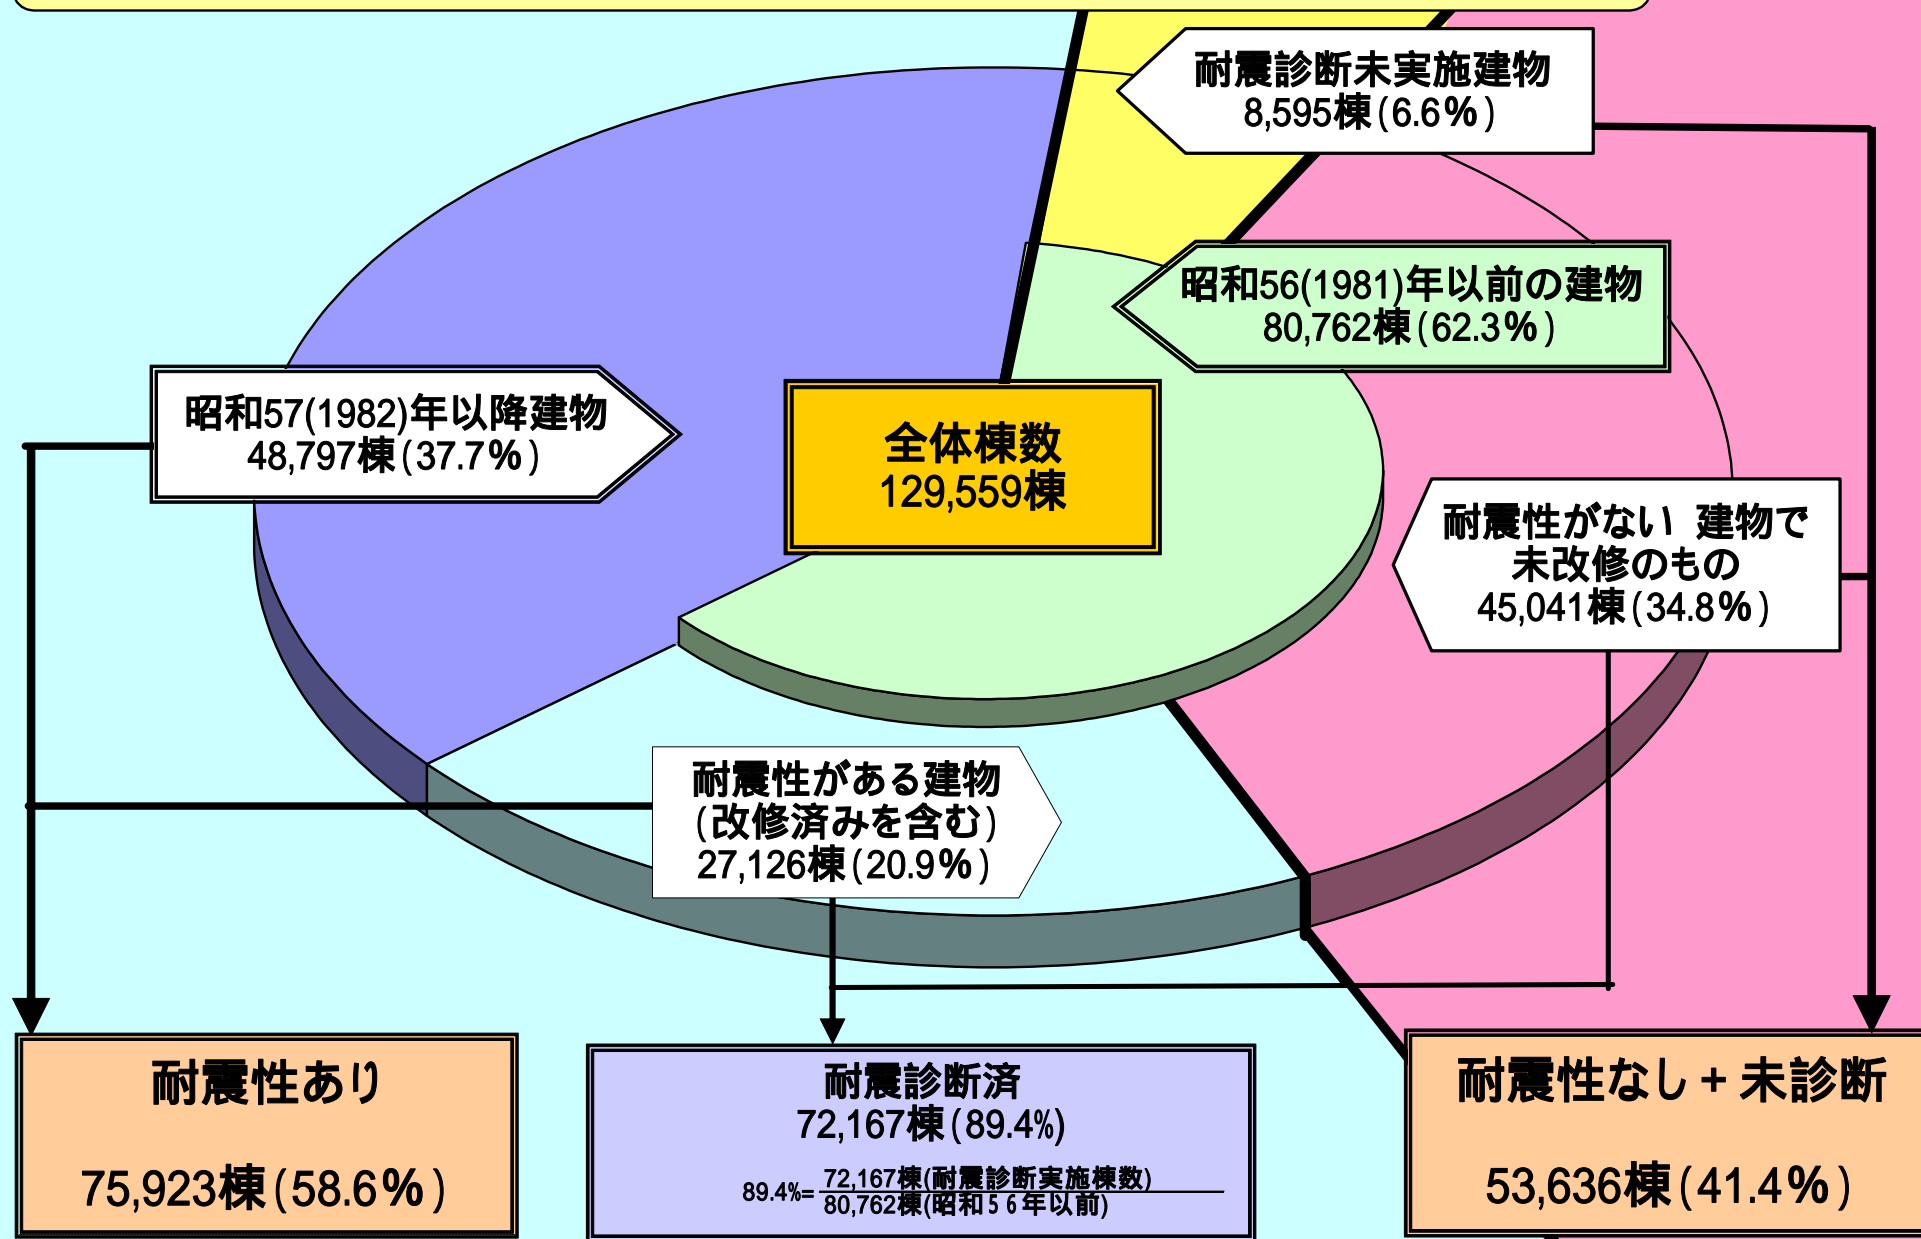 耐震診断未実施建物
8,595棟(6.6%)
昭和56(1981)年以前の建物
80,762棟(62.3%)
昭和57(1982)年以降建物
48,797棟(37.7%)
全体棟数
129,559棟
耐震性がない 建物で
未改修のもの
45,041棟(34.8%)
耐震性がある建物
(改修済みを含む)
27,126棟(20.9%)
耐震性あり
75,923棟(58.6%)
耐震診断済
72,167棟(89.4%)
89.4%=
72,167棟(耐震診断実施棟数)
80,762棟(昭和56年以前)
耐震性なし+未診断
53,636棟(41.4%)